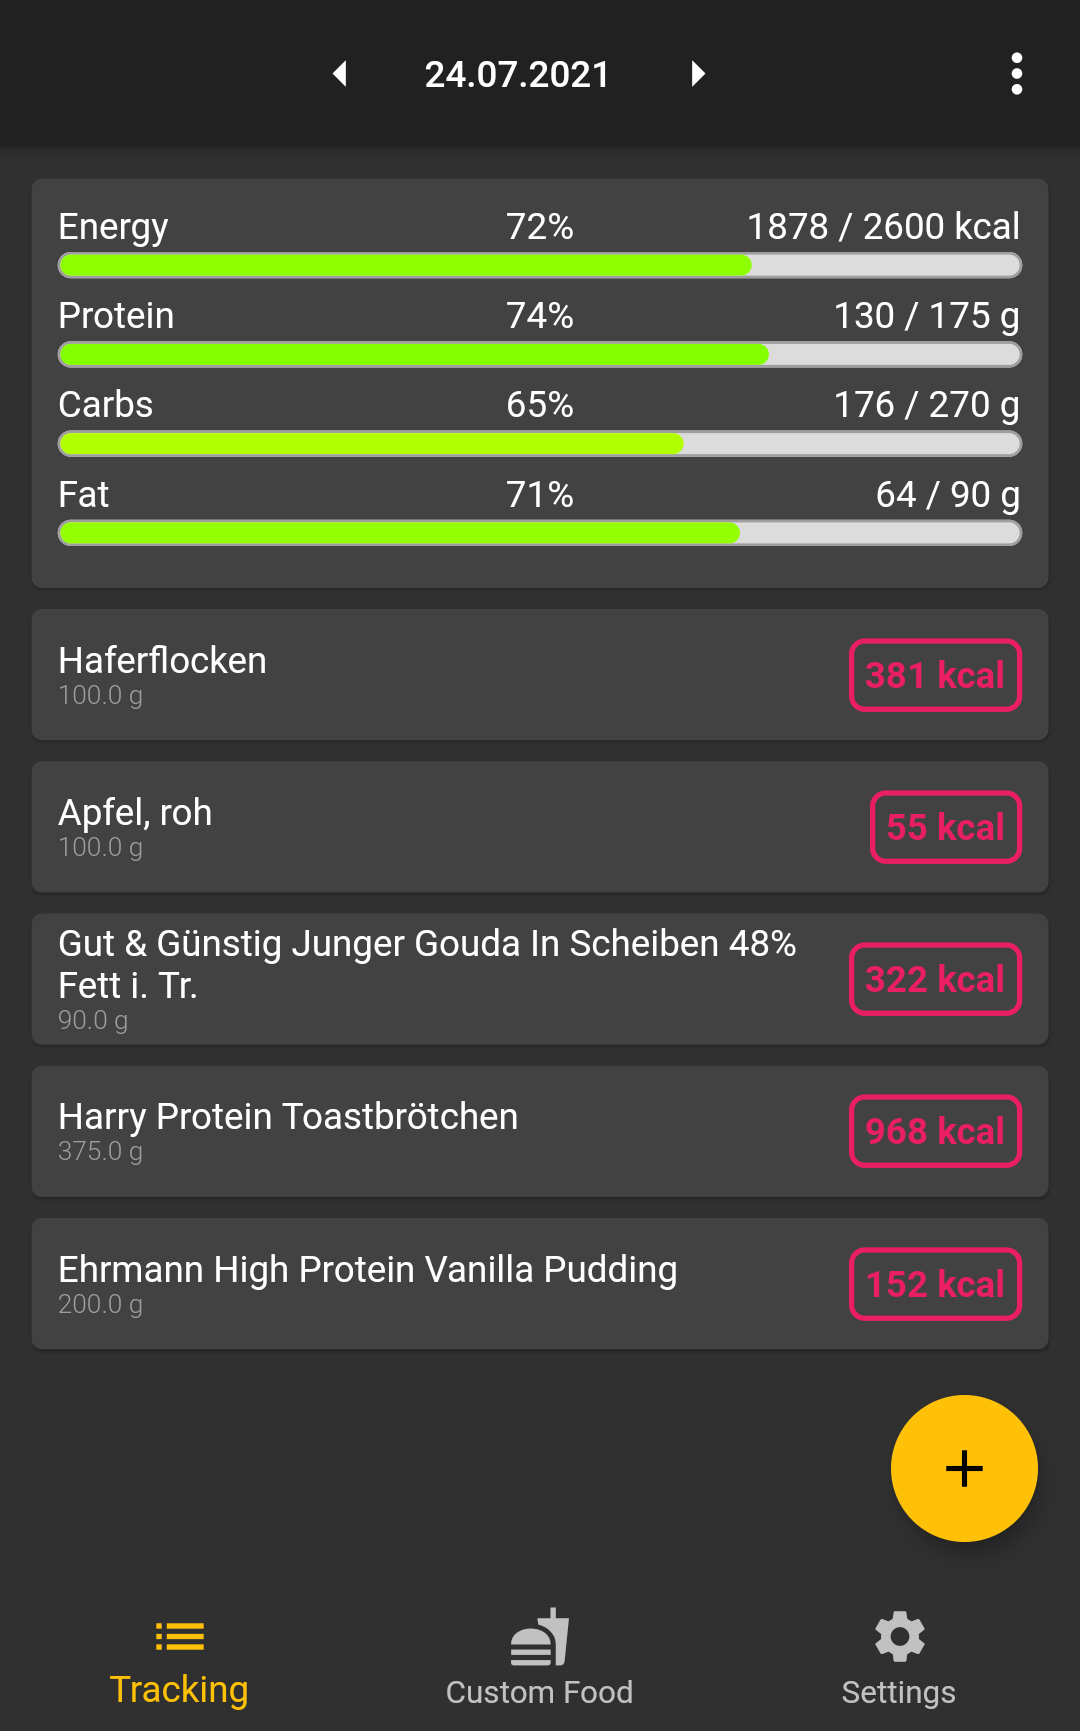 24.07.2021
Energy 72% 1878 / 2600 kcal
Protein 74% 130 / 175 g
Carbs 65% 176 / 270 g
Fat 71% 64 / 90 g
Haferflocken
100.0 g
381 kcal
Apfel, roh
100.0 g
55 kcal
Gut & Günstig Junger Gouda In Scheiben 48%
Fett i. Tr.
90.0 g
322 kcal
Harry Protein Toastbrötchen
375.0 g
968 kcal
Ehrmann High Protein Vanilla Pudding
200.0 g
152 kcal
Tracking
Custom Food
Settings